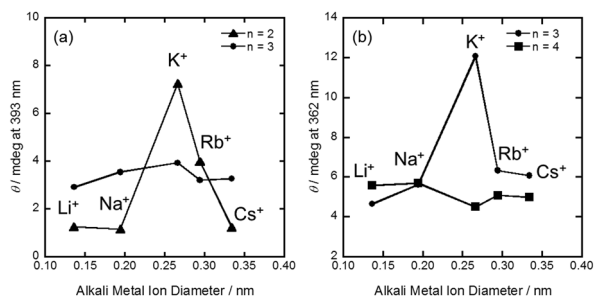 (a)
n = 2
n = 3
θ / mdeg at 393 nm
10
8
6
4
2
0
K⁺
Rb⁺
Li⁺
Na⁺
Cs⁺
0.10 0.15 0.20 0.25 0.30 0.35 0.40
Alkali Metal Ion Diameter / nm
(b)
n = 3
n = 4
θ / mdeg at 362 nm
14
12
10
8
6
4
2
K⁺
Rb⁺
Li⁺
Na⁺
Cs⁺
0.10 0.15 0.20 0.25 0.30 0.35 0.40
Alkali Metal Ion Diameter / nm